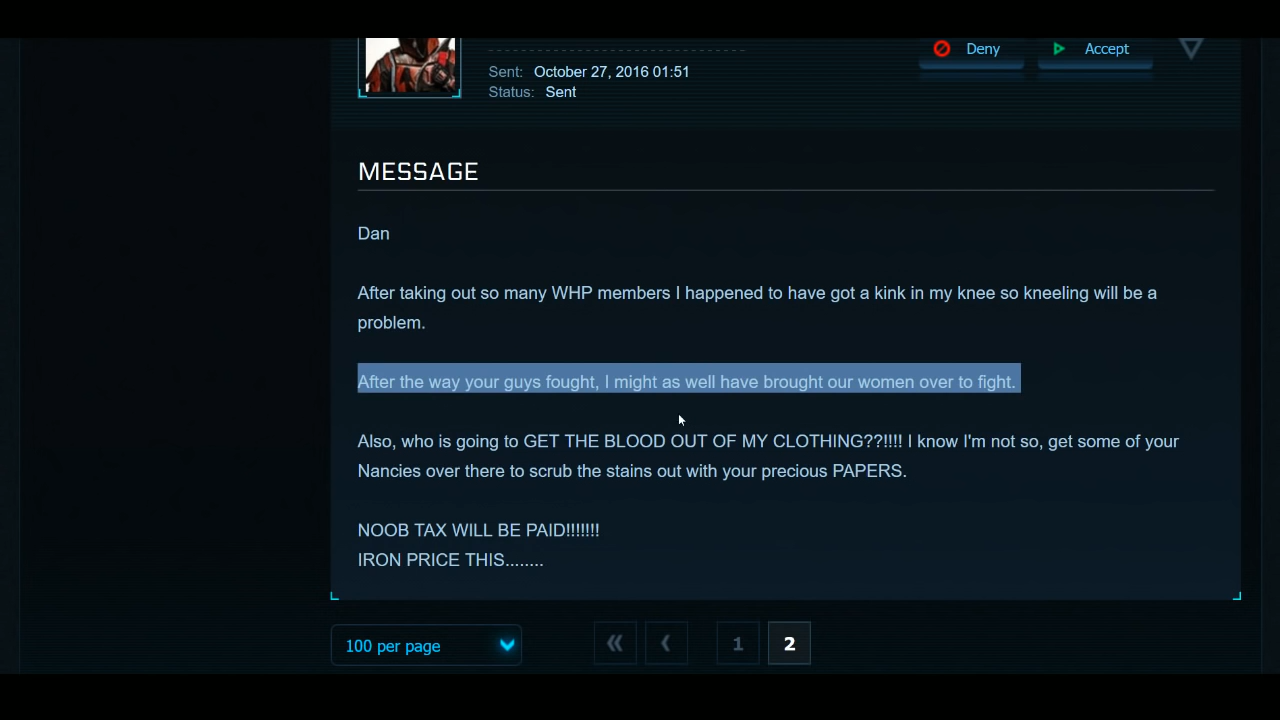 Deny
Accept
Sent: October 27, 2016 01:51
Status: Sent
MESSAGE
Dan
After taking out so many WHP members I happened to have got a kink in my knee so kneeling will be a
problem.
After the way your guys fought, I might as well have brought our women over to fight.
Also, who is going to GET THE BLOOD OUT OF MY CLOTHING??!!!! I know I'm not so, get some of your
Nancies over there to scrub the stains out with your precious PAPERS.
NOOB TAX WILL BE PAID!!!!!!!
IRON PRICE THIS........
100 per page
1
2